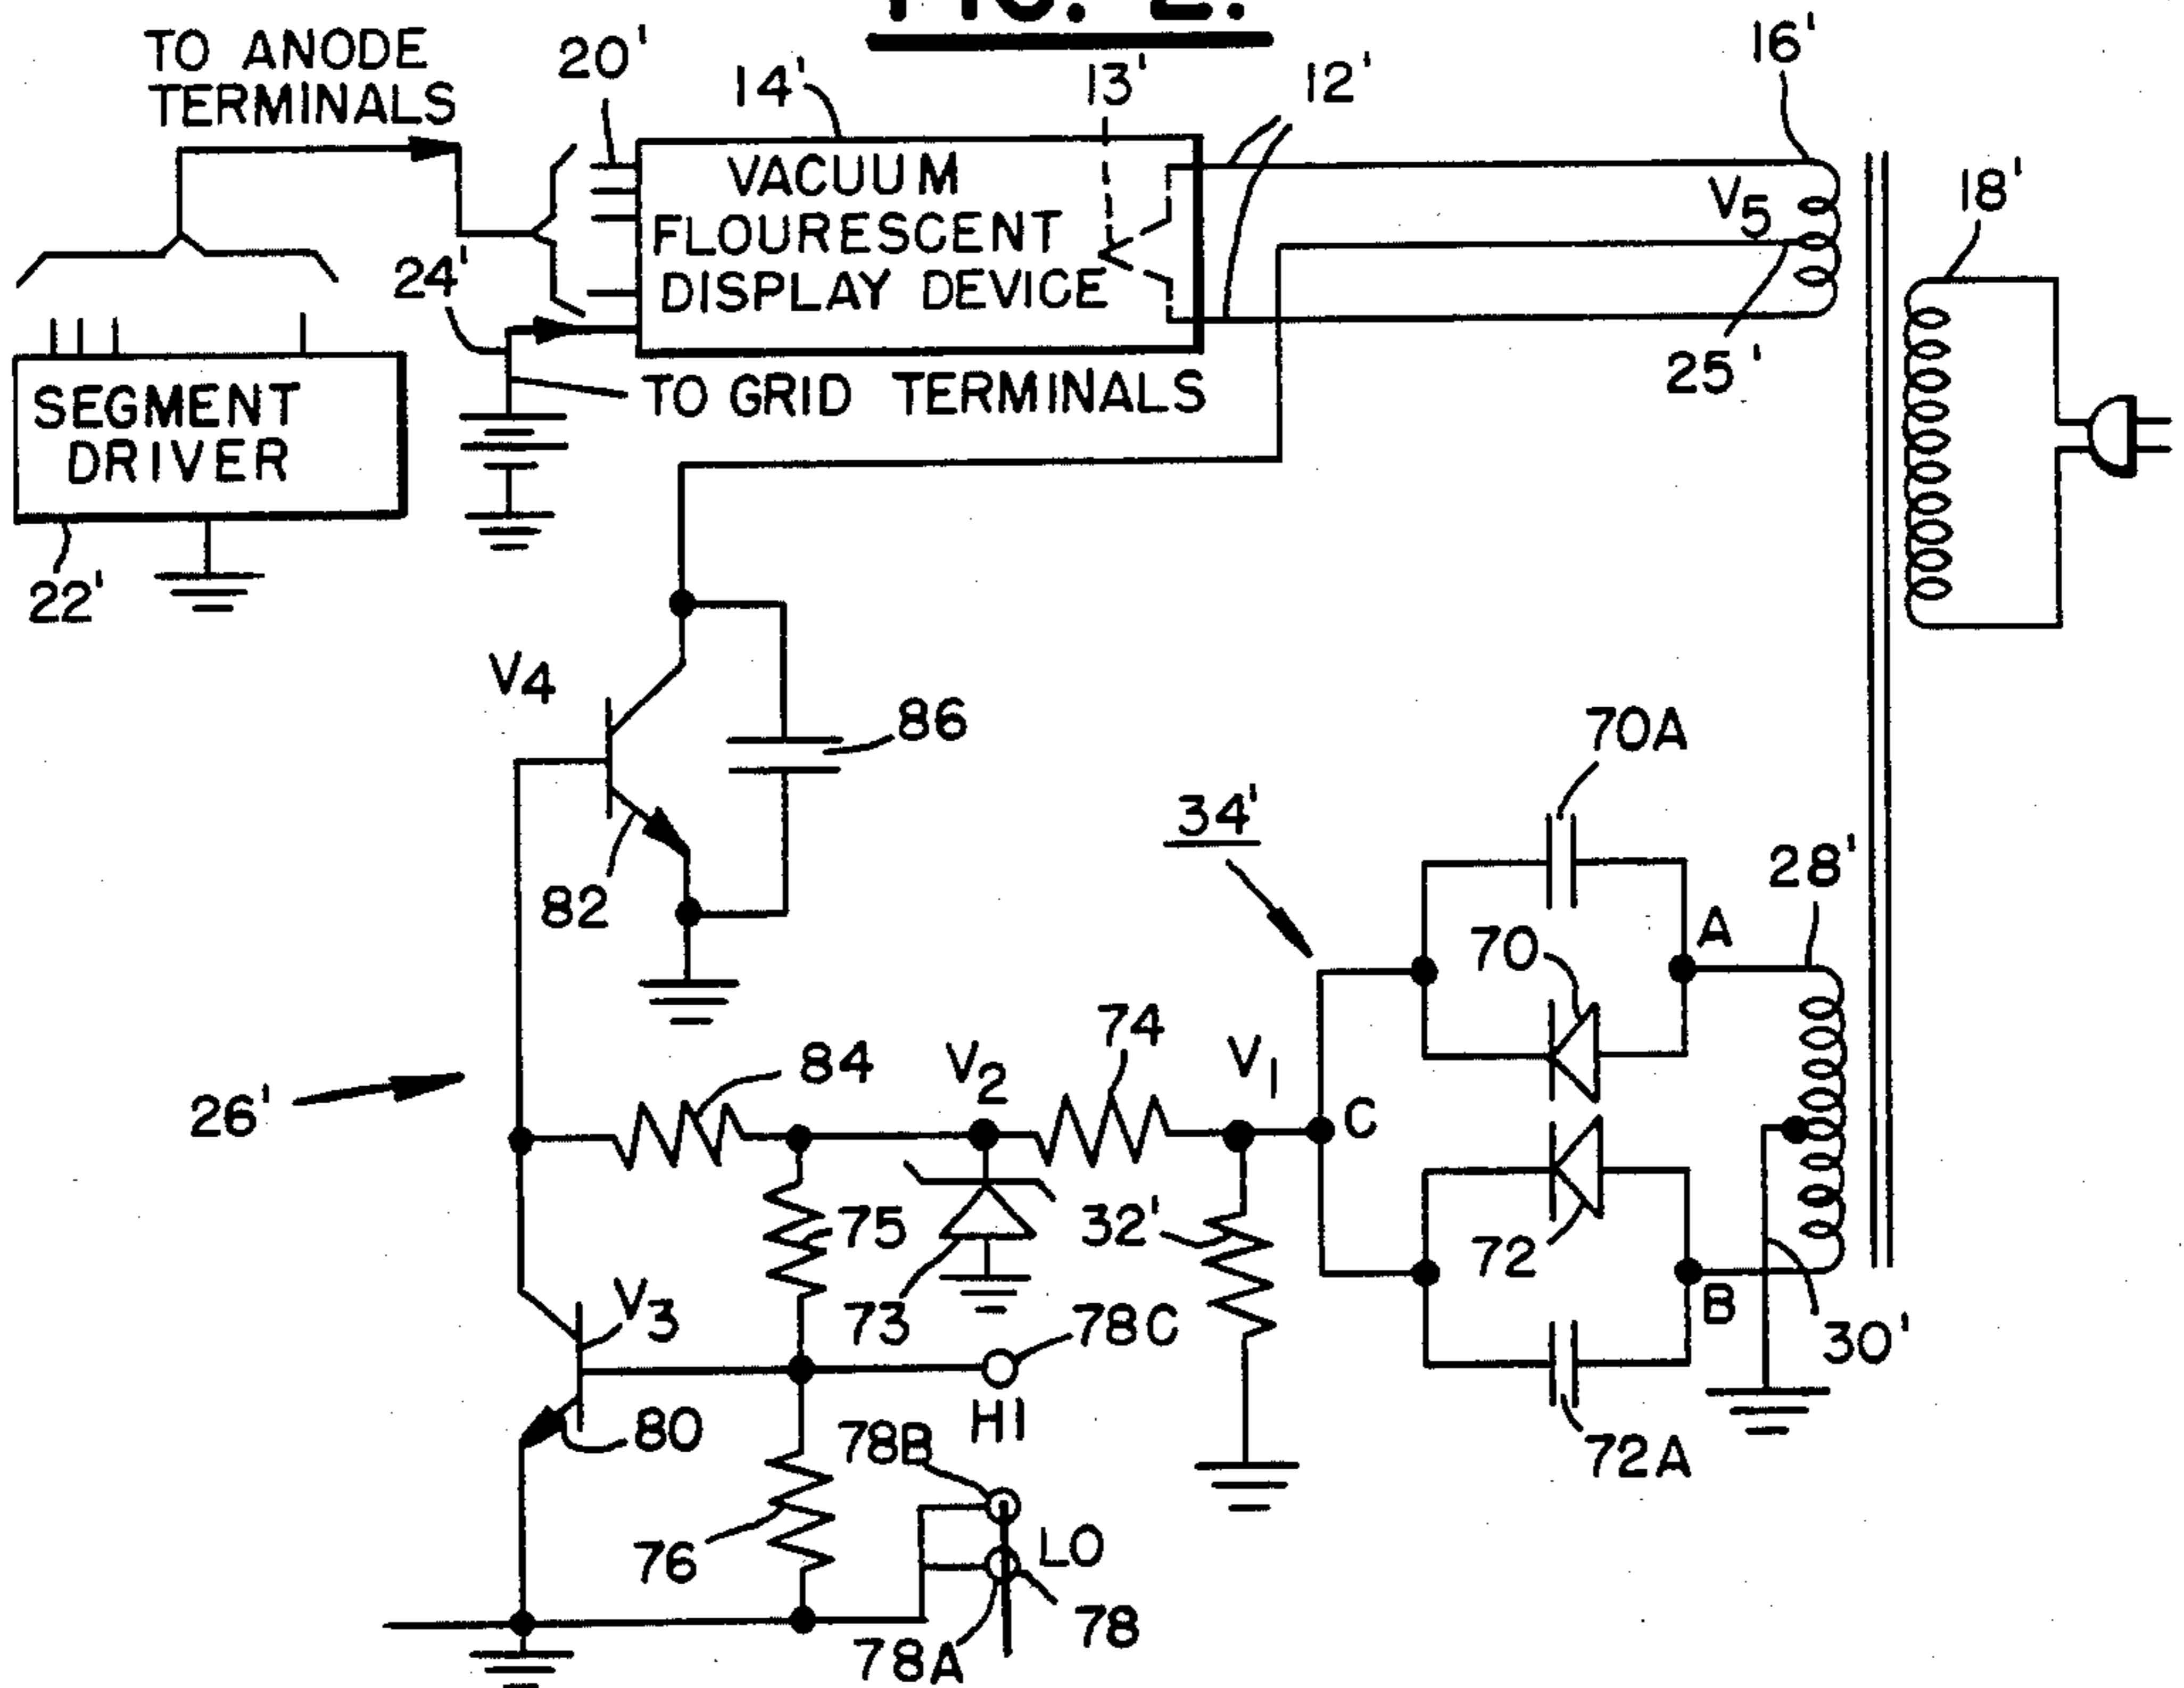 FIG. 2.
TO ANODE
TERMINALS
20'
14'
13'
12'
16'
VACUUM
FLOURESCENT
DISPLAY DEVICE
V5
18'
24'
25'
TO GRID TERMINALS
SEGMENT
DRIVER
22'
V4
86
82
70A
34'
28'
A
70
74
V1
V2
84
26'
C
75
32'
73
72
B
30'
V3
78C
HI
80
78B
72A
76
LO
78
78A